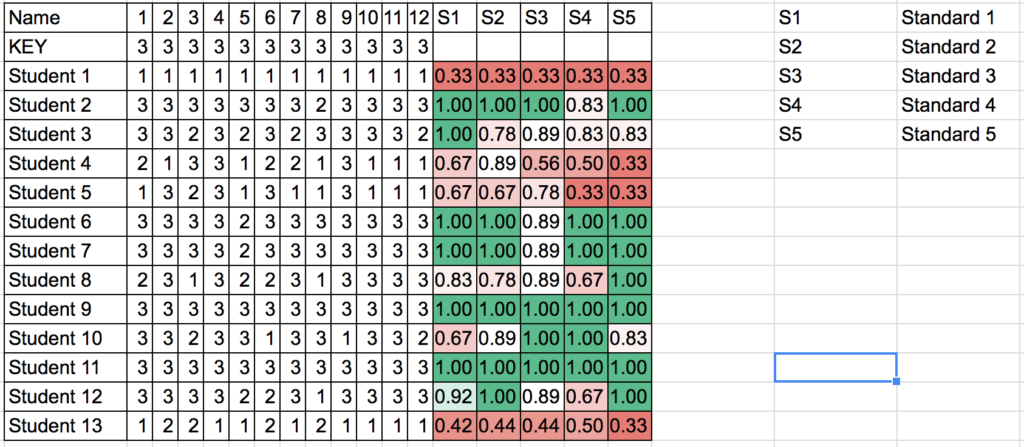 Name 1 2 3 4 5 6 7 8 9 10 11 12 S1 S2 S3 S4 S5 S1 Standard 1
KEY 3 3 3 3 3 3 3 3 3 3 3 3 S2 Standard 2
Student 1 1 1 1 1 1 1 1 1 1 1 1 1 0.33 0.33 0.33 0.33 0.33 S3 Standard 3
Student 2 3 3 3 3 3 3 3 2 3 3 3 3 1.00 1.00 1.00 0.83 1.00 S4 Standard 4
Student 3 3 3 2 3 2 3 2 3 3 3 3 2 1.00 0.78 0.89 0.83 0.83 S5 Standard 5
Student 4 2 1 3 3 1 2 2 1 3 1 1 1 0.67 0.89 0.56 0.50 0.33
Student 5 1 3 2 3 1 3 1 1 3 1 1 1 0.67 0.67 0.78 0.33 0.33
Student 6 3 3 3 3 2 3 3 3 3 3 3 3 1.00 1.00 0.89 1.00 1.00
Student 7 3 3 3 3 2 3 3 3 3 3 3 3 1.00 1.00 0.89 1.00 1.00
Student 8 2 3 1 3 2 2 3 1 3 3 3 3 0.83 0.78 0.89 0.67 1.00
Student 9 3 3 3 3 3 3 3 3 3 3 3 3 1.00 1.00 1.00 1.00 1.00
Student 10 3 3 2 3 3 1 3 3 1 3 3 2 0.67 0.89 1.00 1.00 0.83
Student 11 3 3 3 3 3 3 3 3 3 3 3 3 1.00 1.00 1.00 1.00 1.00
Student 12 3 3 3 3 2 2 3 1 3 3 3 3 0.92 1.00 0.89 0.67 1.00
Student 13 1 2 2 1 1 2 1 2 1 1 1 1 0.42 0.44 0.44 0.50 0.33